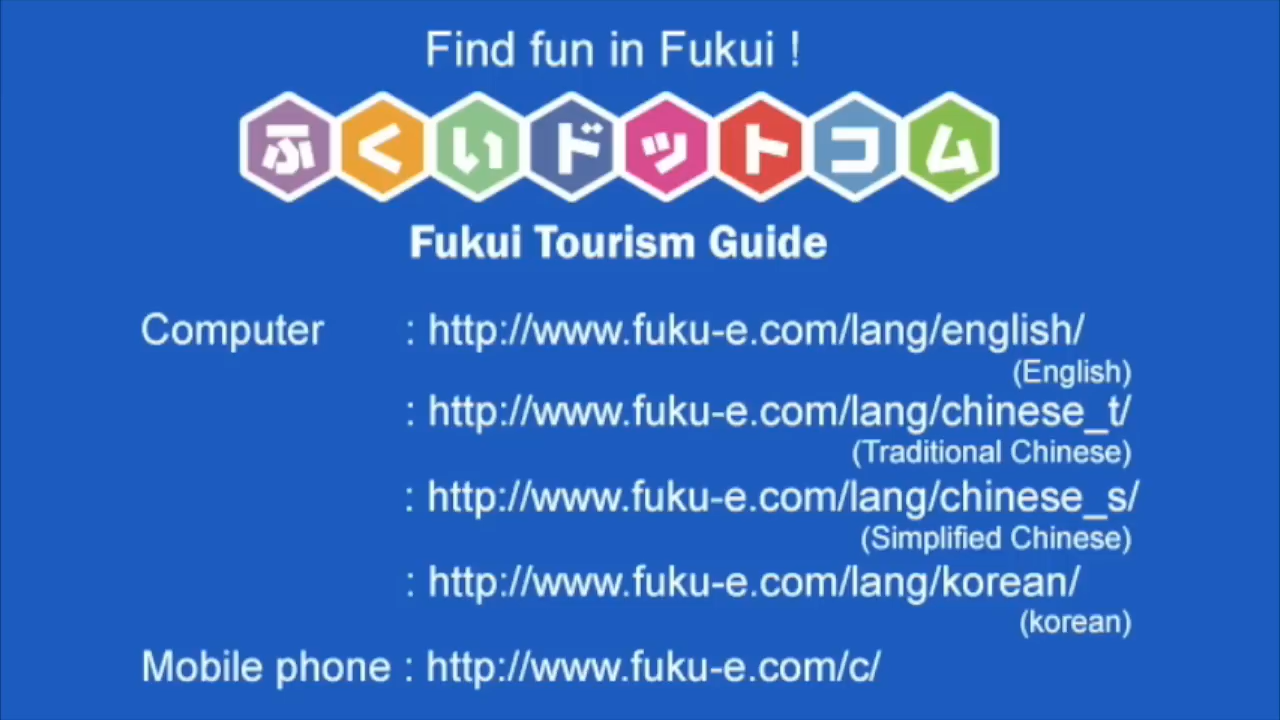 Find fun in Fukui !
ふくいドットコム
Fukui Tourism Guide
Computer : http://www.fuku-e.com/lang/english/
(English)
: http://www.fuku-e.com/lang/chinese_t/
(Traditional Chinese)
: http://www.fuku-e.com/lang/chinese_s/
(Simplified Chinese)
: http://www.fuku-e.com/lang/korean/
(korean)
Mobile phone : http://www.fuku-e.com/c/